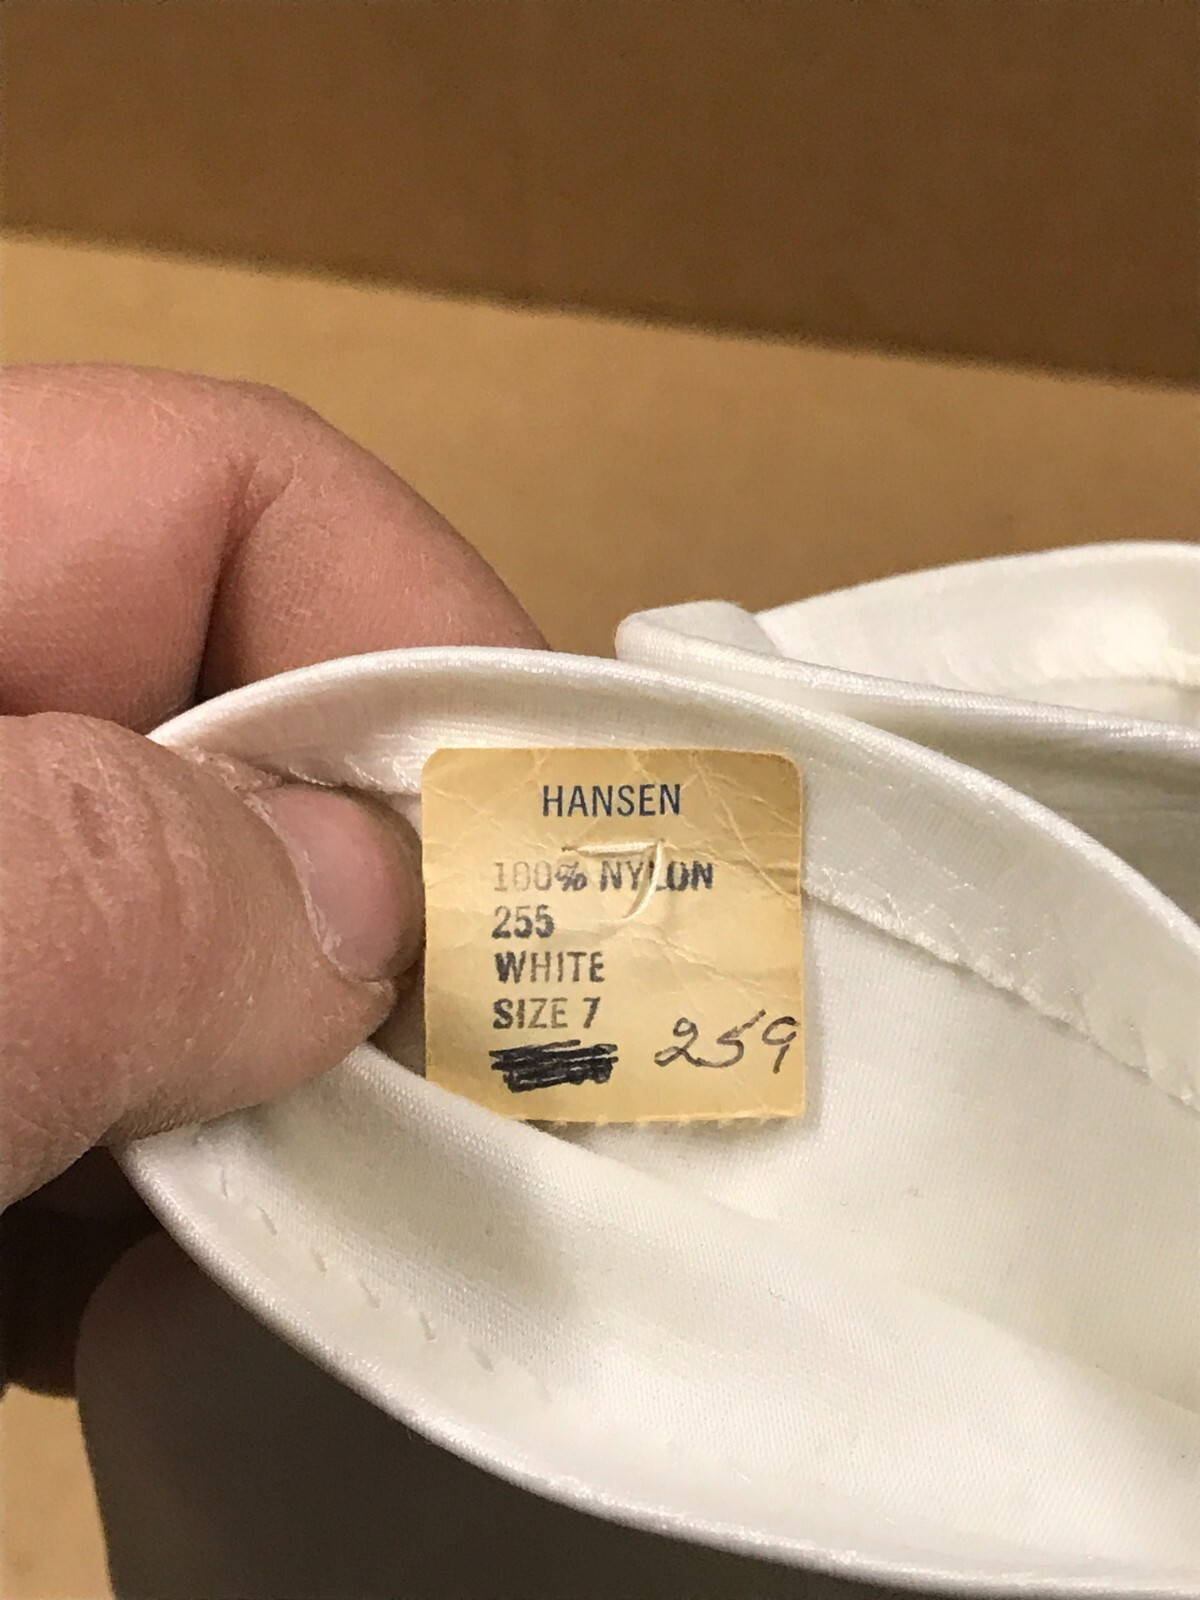 HANSEN
100% NYLON
255
WHITE
SIZE 7
259